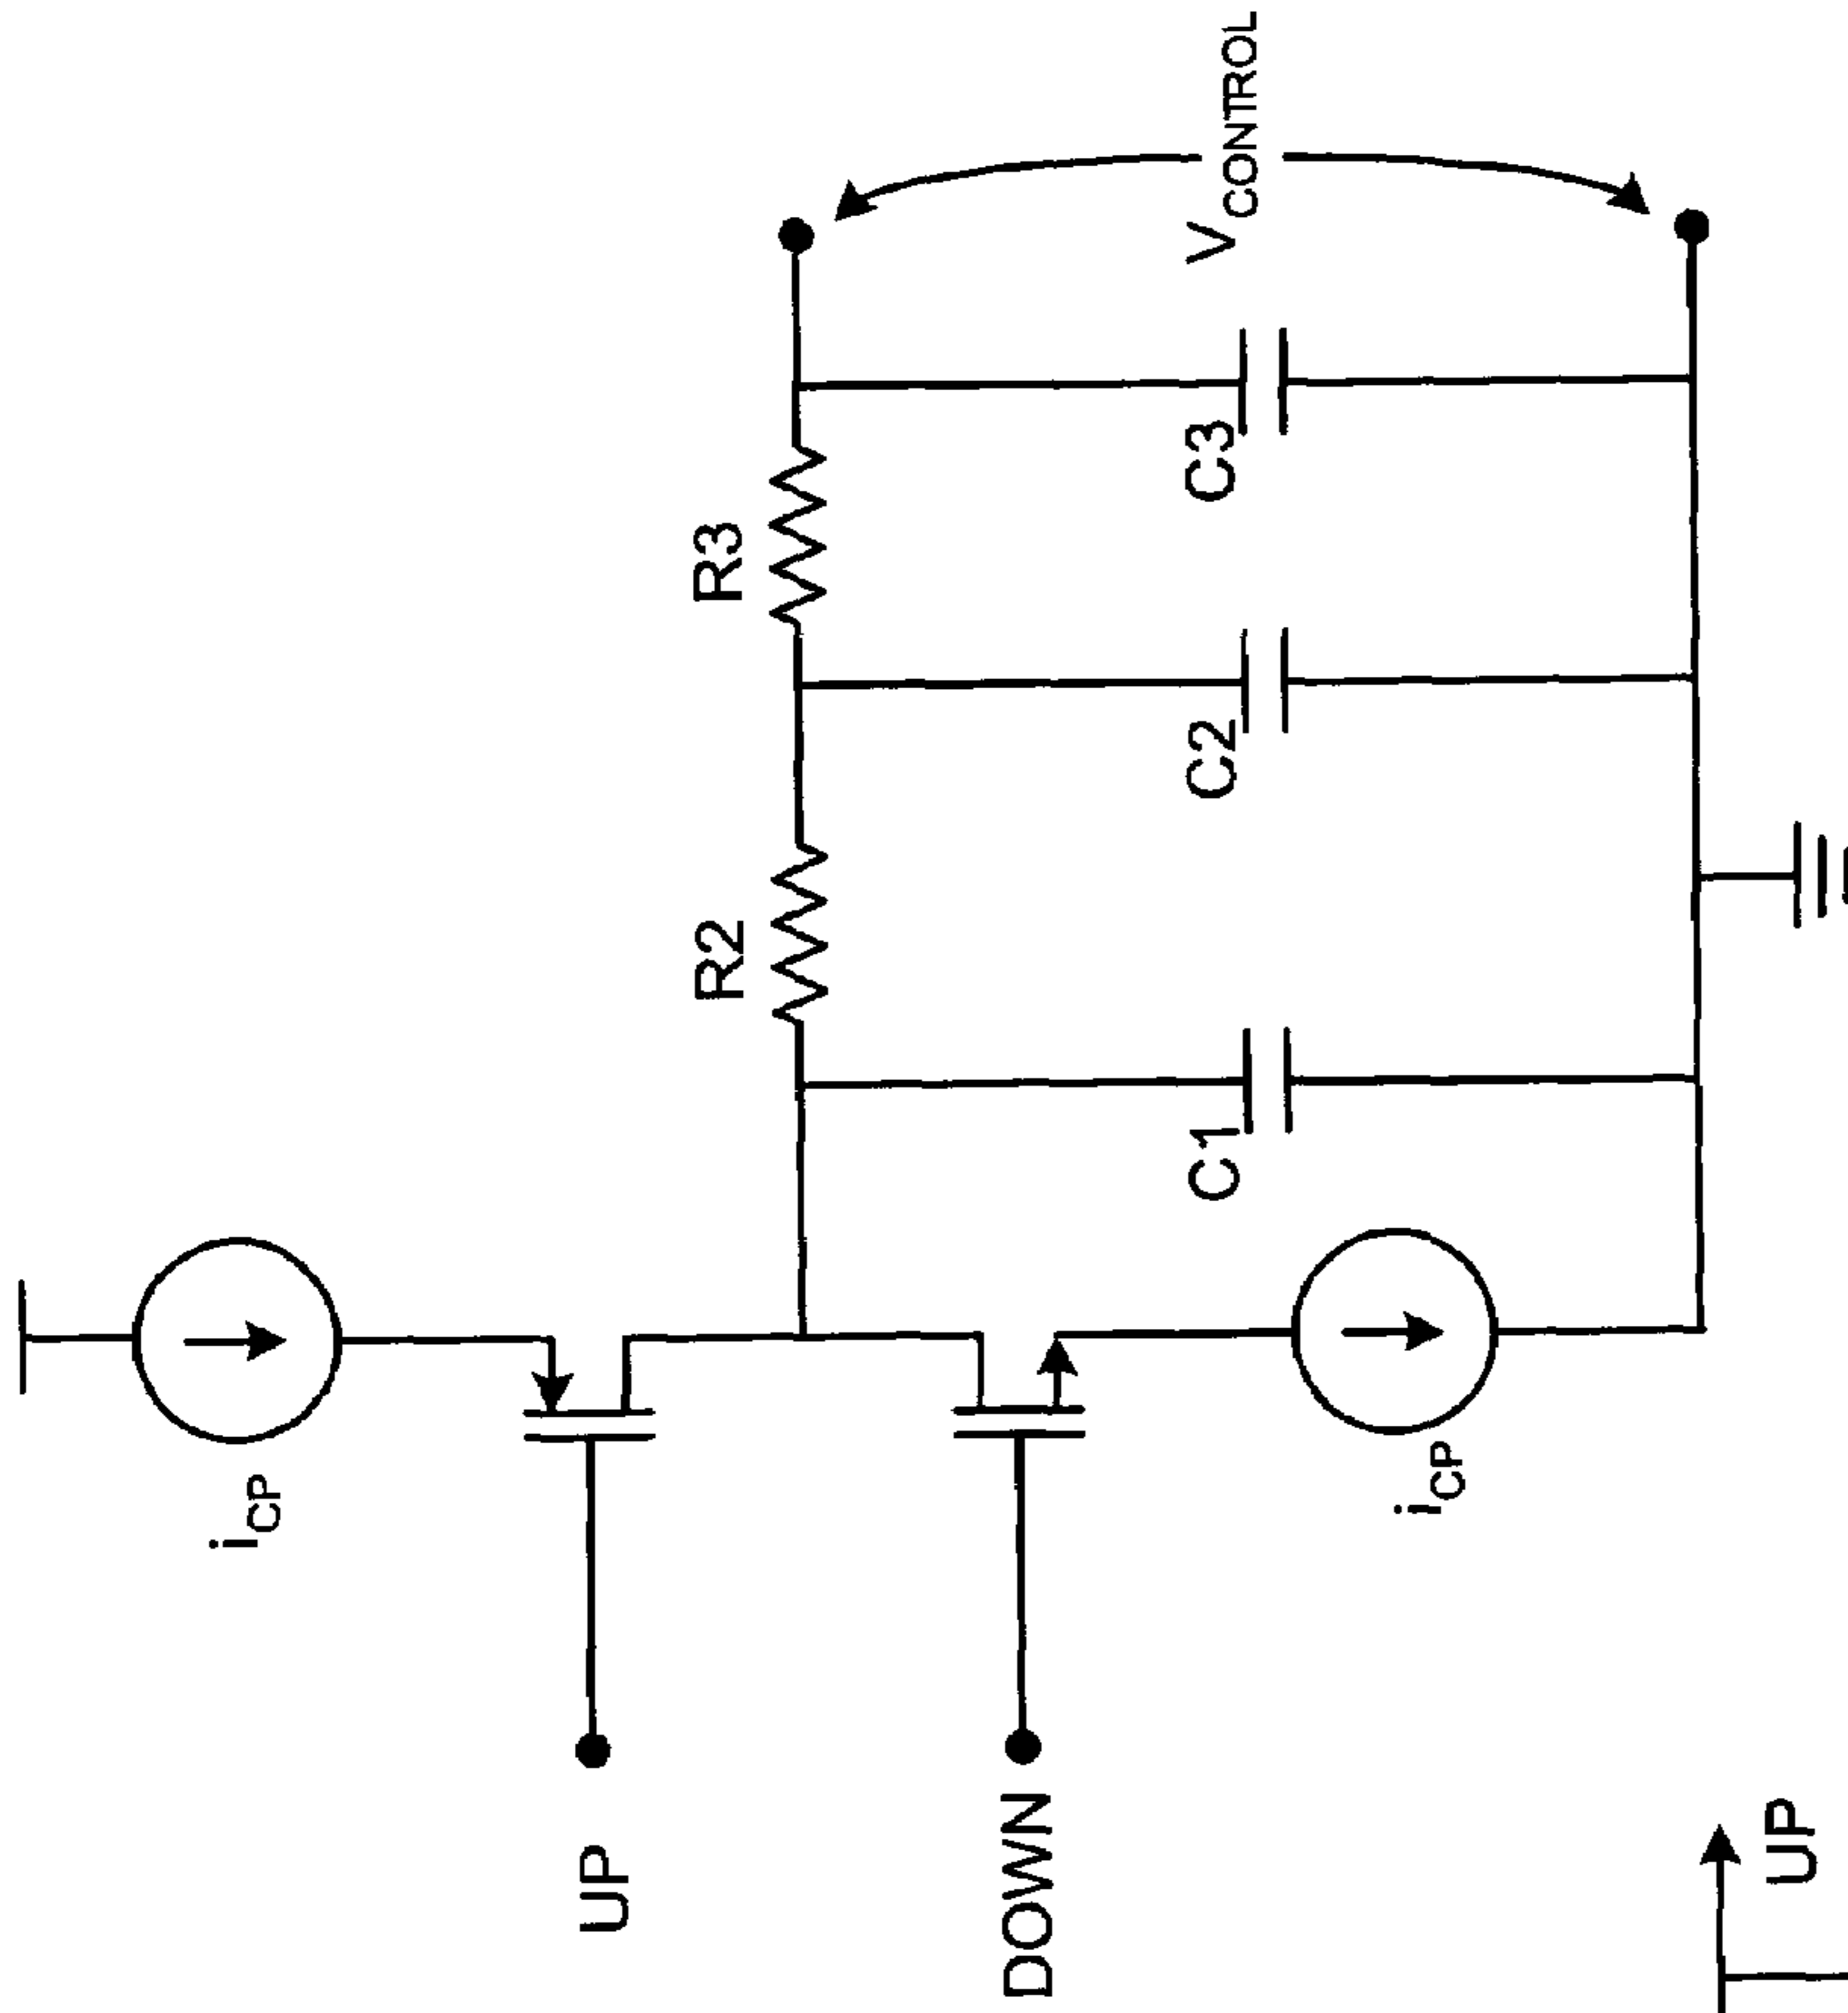 i_CP
UP
R2
R3
DOWN
C1
C2
C3
V_CONTROL
i_CP
UP